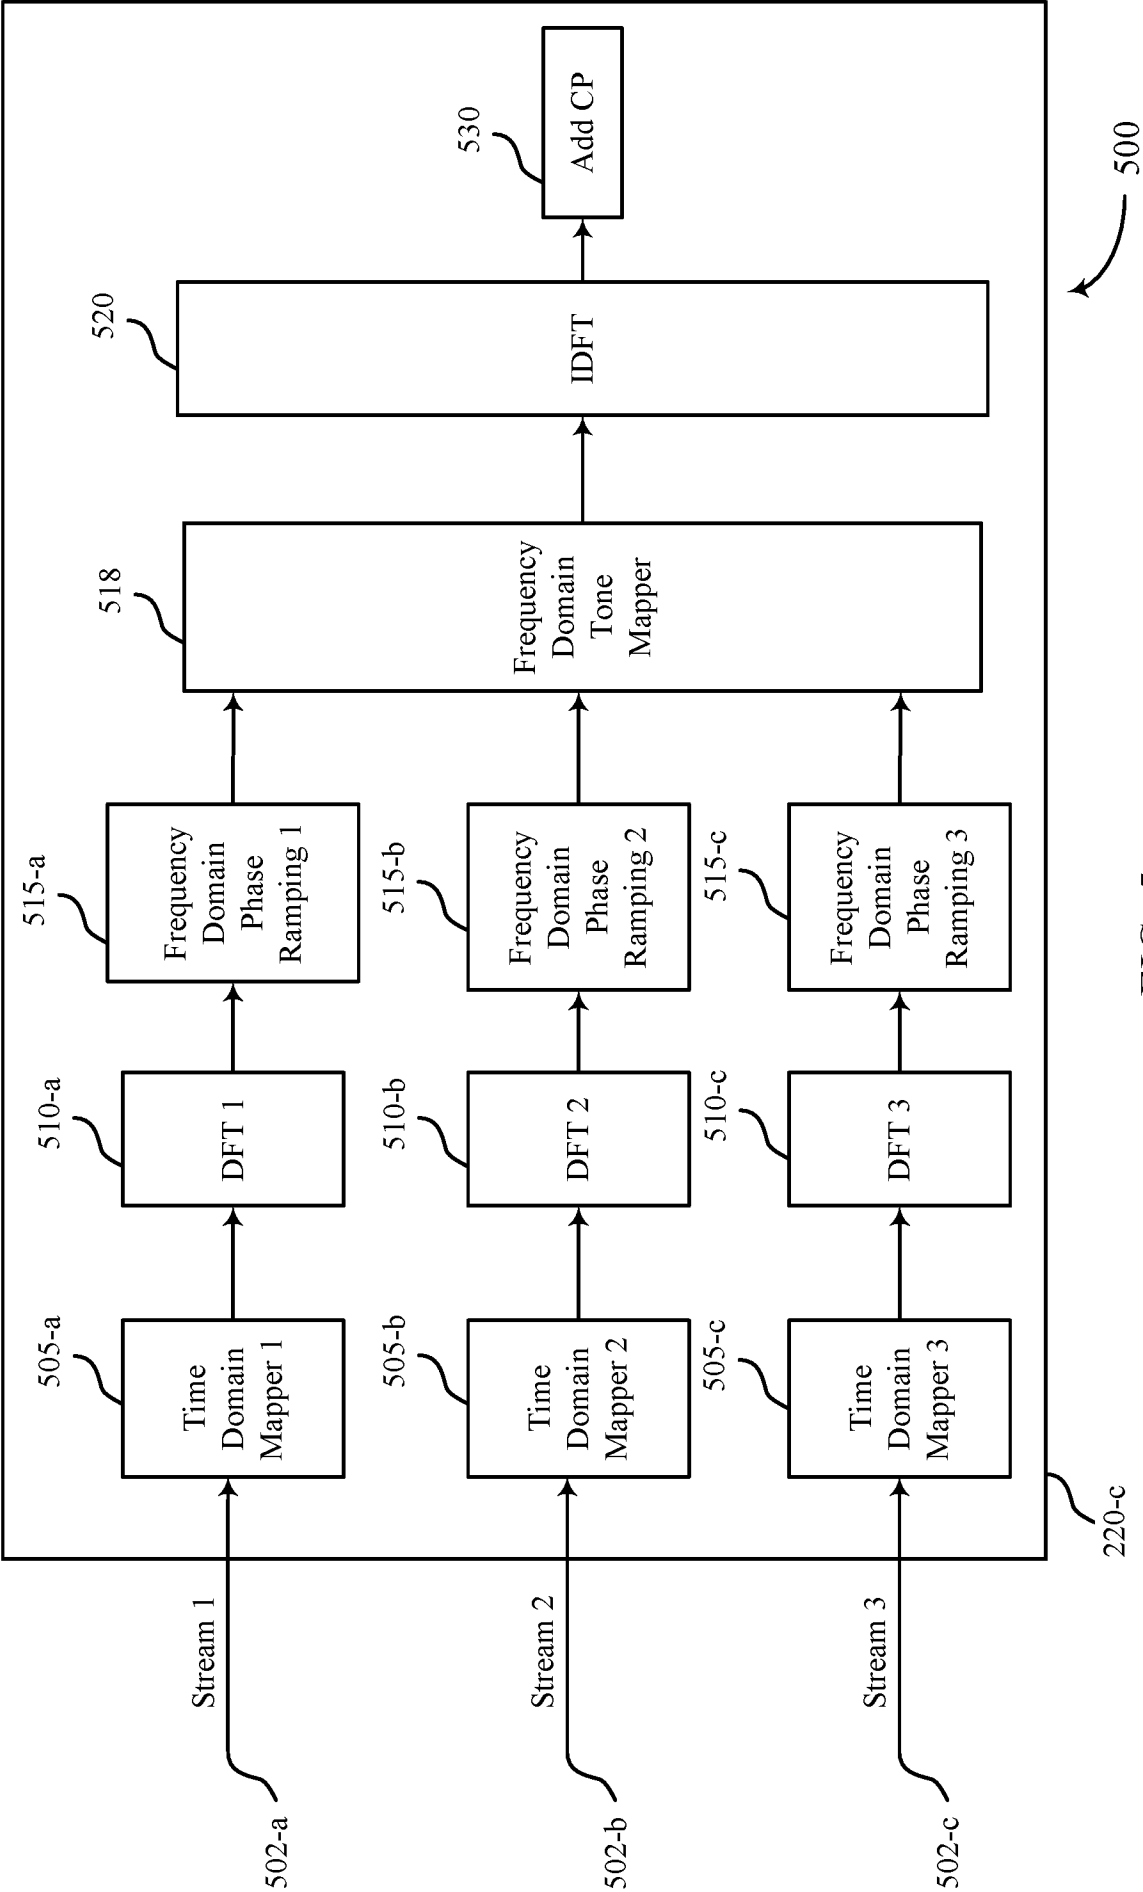 502-a
Stream 1
505-a
Time
Domain
Mapper 1
510-a
DFT 1
515-a
Frequency
Domain
Phase
Ramping 1
502-b
Stream 2
505-b
Time
Domain
Mapper 2
510-b
DFT 2
515-b
Frequency
Domain
Phase
Ramping 2
502-c
Stream 3
505-c
Time
Domain
Mapper 3
510-c
DFT 3
515-c
Frequency
Domain
Phase
Ramping 3
518
Frequency
Domain
Tone
Mapper
520
IDFT
530
Add CP
220-c
500